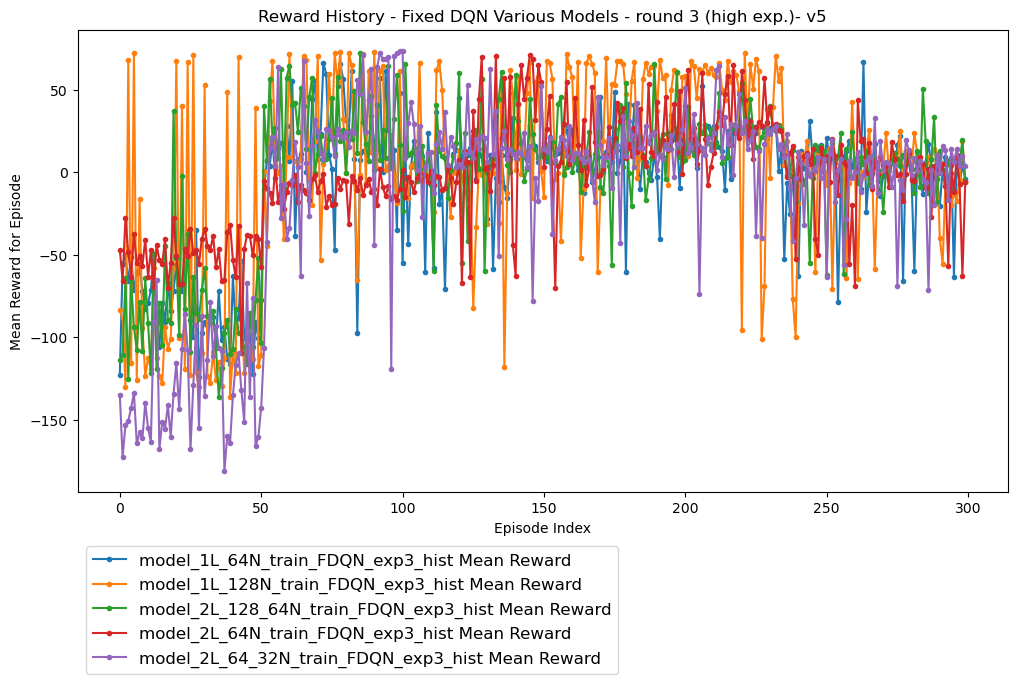 Reward History - Fixed DQN Various Models - round 3 (high exp.)- v5
Mean Reward for Episode
50
0
−50
−100
−150
0
50
100
150
200
250
300
Episode Index
model_1L_64N_train_FDQN_exp3_hist Mean Reward
model_1L_128N_train_FDQN_exp3_hist Mean Reward
model_2L_128_64N_train_FDQN_exp3_hist Mean Reward
model_2L_64N_train_FDQN_exp3_hist Mean Reward
model_2L_64_32N_train_FDQN_exp3_hist Mean Reward